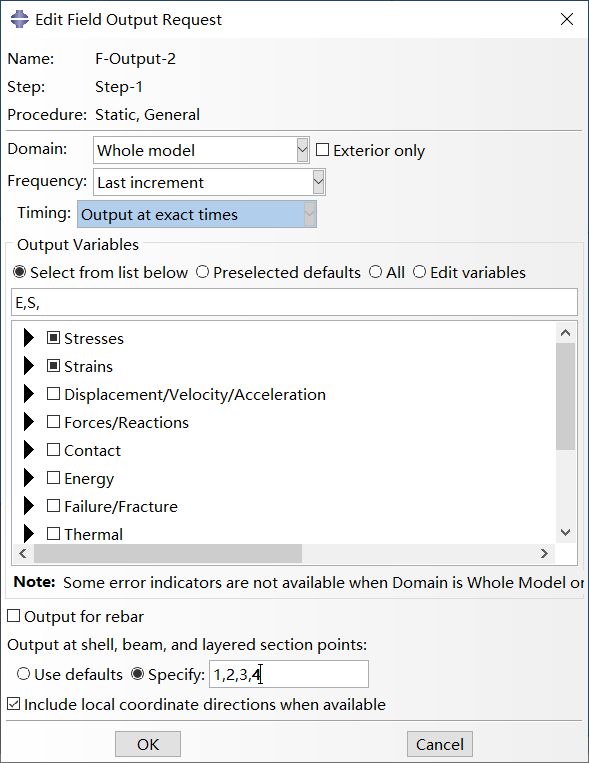 Edit Field Output Request
Name: F-Output-2
Step: Step-1
Procedure: Static, General
Domain: Whole model Exterior only
Frequency: Last increment
Timing: Output at exact times
Output Variables
Select from list below Preselected defaults All Edit variables
E,S,
Stresses
Strains
Displacement/Velocity/Acceleration
Forces/Reactions
Contact
Energy
Failure/Fracture
Thermal
Note: Some error indicators are not available when Domain is Whole Model or
Output for rebar
Output at shell, beam, and layered section points:
Use defaults Specify: 1,2,3,4
Include local coordinate directions when available
OK Cancel